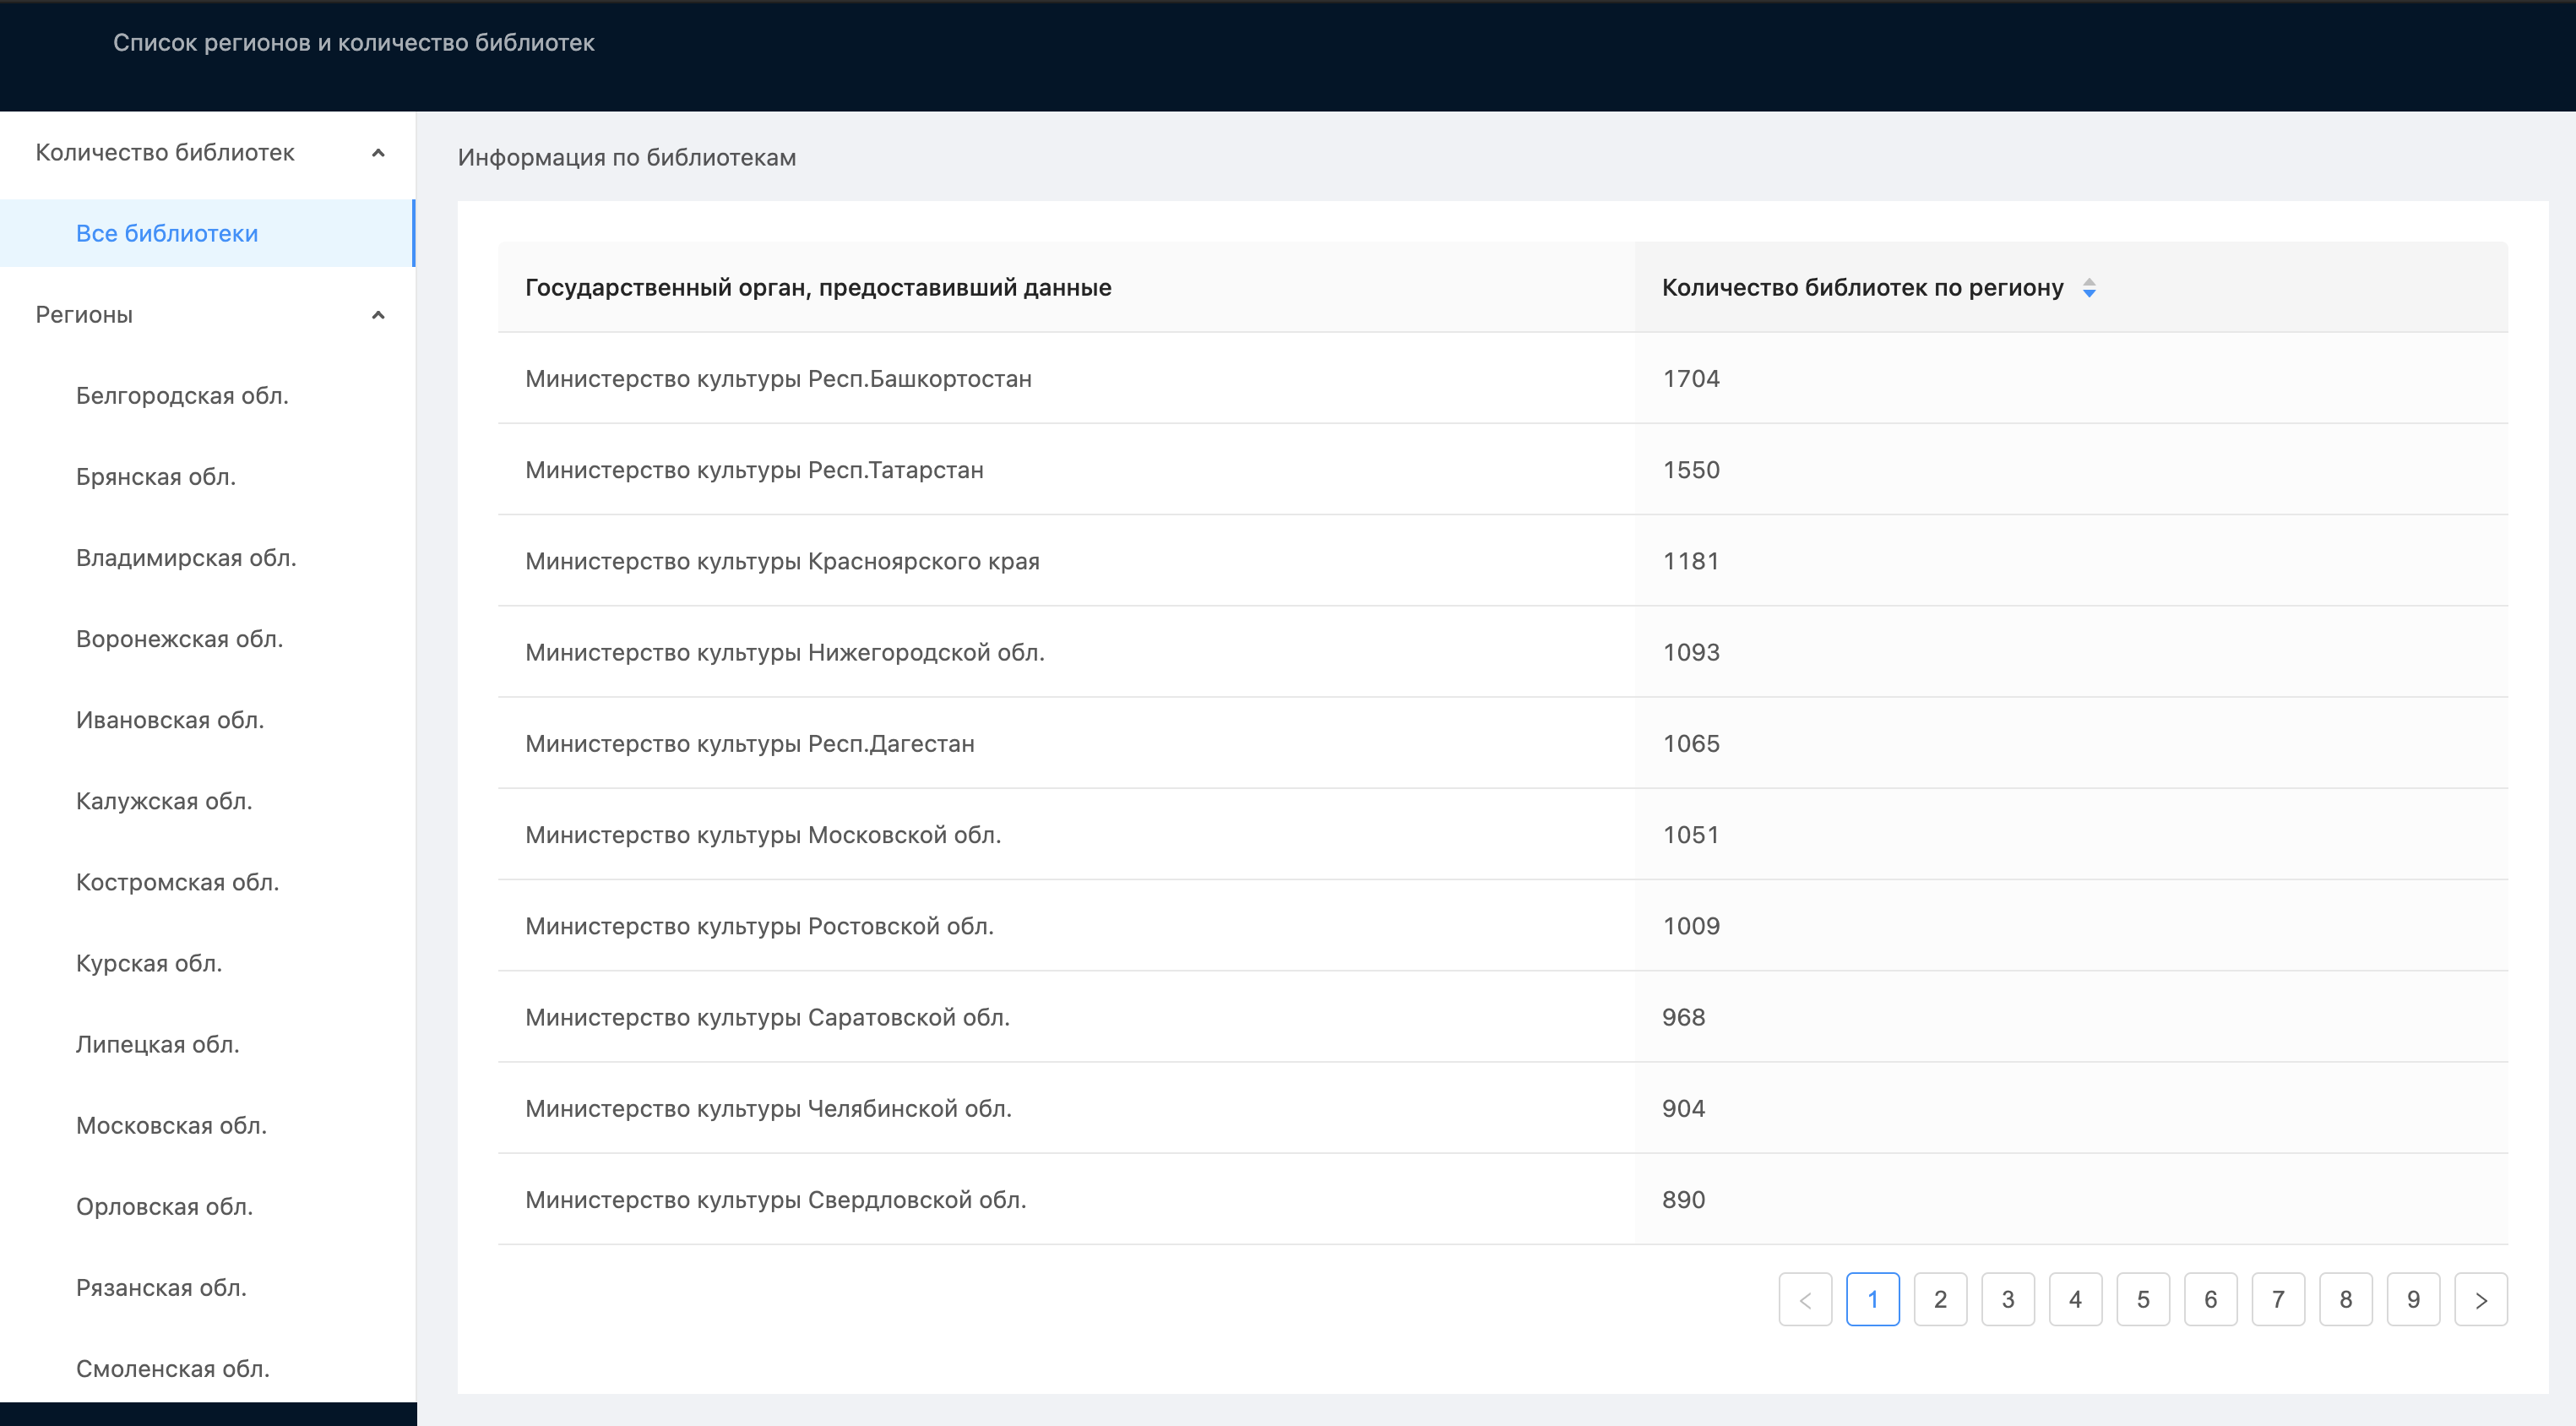 Список регионов и количество библиотек
Количество библиотек
Все библиотеки
Регионы
Белгородская обл.
Брянская обл.
Владимирская обл.
Воронежская обл.
Ивановская обл.
Калужская обл.
Костромская обл.
Курская обл.
Липецкая обл.
Московская обл.
Орловская обл.
Рязанская обл.
Смоленская обл.
Информация по библиотекам
Государственный орган, предоставивший данные Количество библиотек по региону
Министерство культуры Респ.Башкортостан 1704
Министерство культуры Респ.Татарстан 1550
Министерство культуры Красноярского края 1181
Министерство культуры Нижегородской обл. 1093
Министерство культуры Респ.Дагестан 1065
Министерство культуры Московской обл. 1051
Министерство культуры Ростовской обл. 1009
Министерство культуры Саратовской обл. 968
Министерство культуры Челябинской обл. 904
Министерство культуры Свердловской обл. 890
< 1 2 3 4 5 6 7 8 9 >